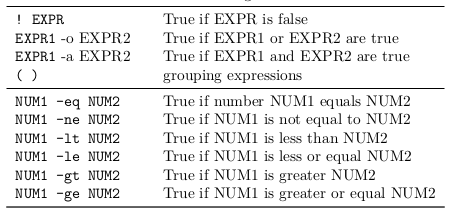 ! EXPR True if EXPR is false
EXPR1 -o EXPR2 True if EXPR1 or EXPR2 are true
EXPR1 -a EXPR2 True if EXPR1 and EXPR2 are true
( ) grouping expressions
NUM1 -eq NUM2 True if number NUM1 equals NUM2
NUM1 -ne NUM2 True if NUM1 is not equal to NUM2
NUM1 -lt NUM2 True if NUM1 is less than NUM2
NUM1 -le NUM2 True if NUM1 is less or equal NUM2
NUM1 -gt NUM2 True if NUM1 is greater NUM2
NUM1 -ge NUM2 True if NUM1 is greater or equal NUM2